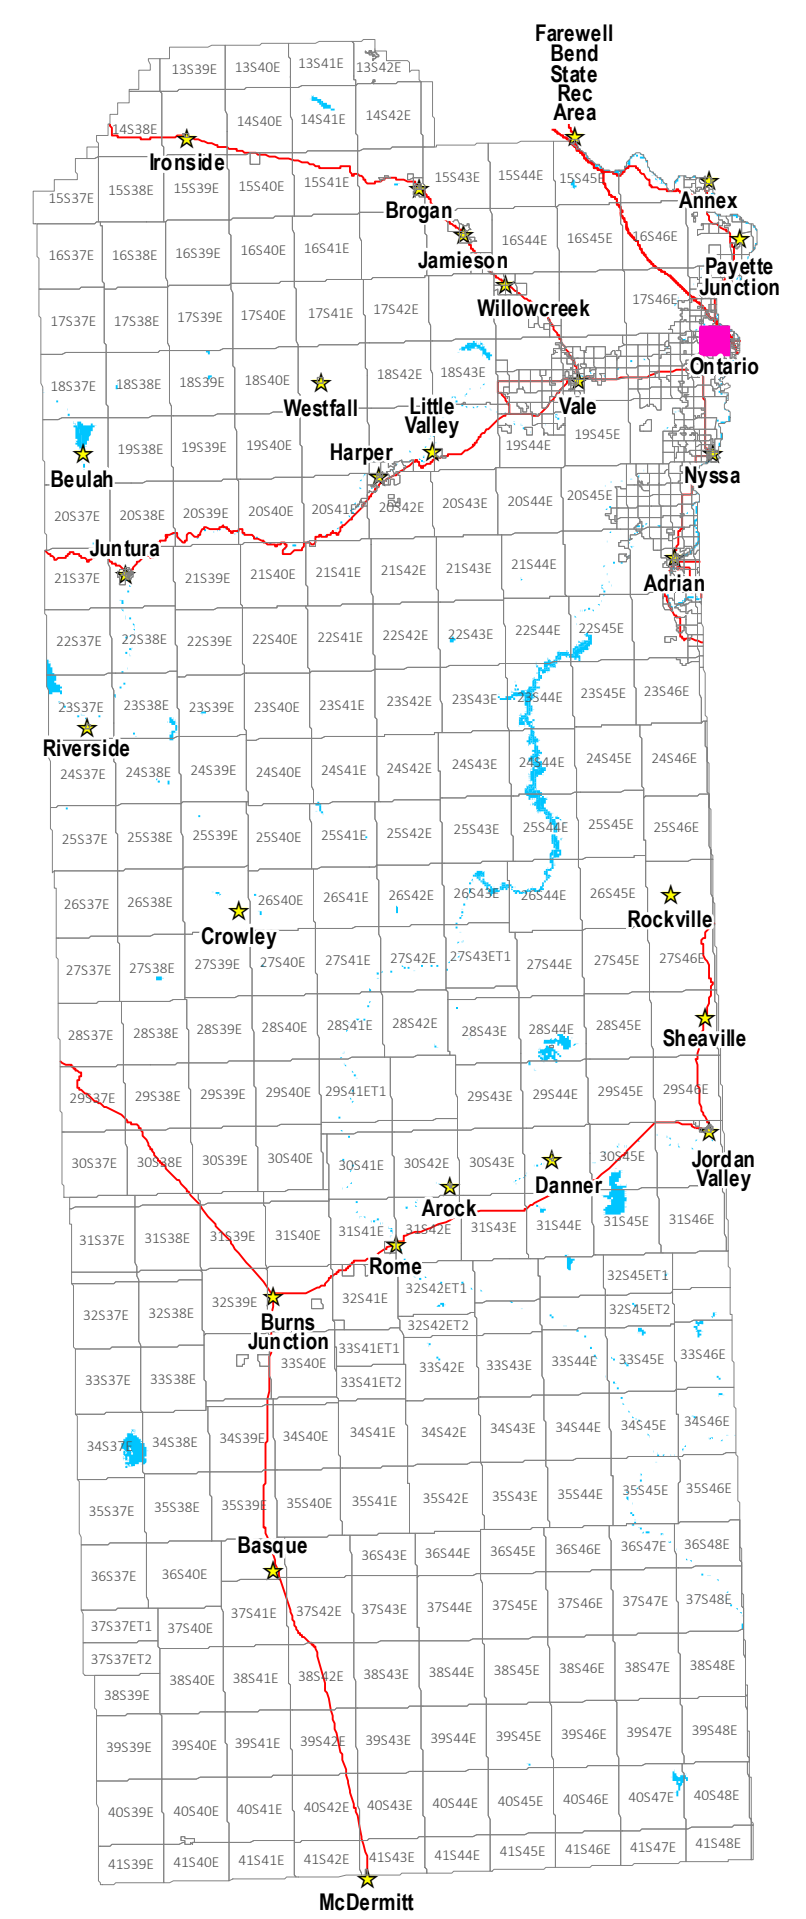 Farewell
Bend
State
Rec
Area
13S39E 13S40E 13S41E 13S42E
14S38E 14S40E 14S41E 14S42E
Ironside
15S37E 15S38E 15S39E 15S40E 15S41E 15S43E 15S44E 15S45E
Annex
Brogan
16S37E 16S38E 16S39E 16S40E 16S41E 16S44E 16S45E 16S46E
Jamieson
Payette
Junction
17S37E 17S38E 17S39E 17S40E 17S41E 17S42E 17S46E
Willowcreek
Ontario
18S37E 18S38E 18S39E 18S40E 18S42E 18S43E
Westfall
Little
Valley
Vale
19S38E 19S39E 19S40E 19S44E 19S45E
Harper
Beulah
Nyssa
20S37E 20S38E 20S39E 20S40E 20S41E 20S42E 20S43E 20S44E 20S45E
Juntura
21S37E 21S39E 21S40E 21S41E 21S42E 21S43E 21S44E
Adrian
22S37E 22S38E 22S39E 22S40E 22S41E 22S42E 22S43E 22S44E 22S45E
23S37E 23S38E 23S39E 23S40E 23S41E 23S42E 23S43E 23S44E 23S45E 23S46E
Riverside
24S37E 24S38E 24S39E 24S40E 24S41E 24S42E 24S43E 24S44E 24S45E 24S46E
25S37E 25S38E 25S39E 25S40E 25S41E 25S42E 25S43E 25S44E 25S45E 25S46E
26S37E 26S38E 26S40E 26S41E 26S42E 26S43E 26S44E 26S45E
Rockville
Crowley
27S37E 27S38E 27S39E 27S40E 27S41E 27S42E 27S43ET1 27S44E 27S45E 27S46E
28S37E 28S38E 28S39E 28S40E 28S41E 28S42E 28S43E 28S44E 28S45E
Sheaville
29S37E 29S38E 29S39E 29S40E 29S41ET1 29S43E 29S44E 29S45E 29S46E
30S37E 30S38E 30S39E 30S40E 30S41E 30S42E 30S43E 30S45E
Jordan
Valley
Danner
Arock
31S37E 31S38E 31S39E 31S40E 31S41E 31S42E 31S43E 31S44E 31S45E 31S46E
Rome
32S45ET1
32S37E 32S38E 32S39E 32S41E 32S42ET1
32S45ET2
32S42ET2
Burns
Junction
33S41ET1
33S37E 33S38E 33S40E 33S42E 33S43E 33S44E 33S45E 33S46E
33S41ET2
34S37E 34S38E 34S39E 34S40E 34S41E 34S42E 34S43E 34S44E 34S45E 34S46E
35S37E 35S38E 35S39E 35S40E 35S41E 35S42E 35S43E 35S44E 35S45E 35S46E
Basque
36S37E 36S40E 36S43E 36S44E 36S45E 36S46E 36S47E 36S48E
37S37ET1 37S40E 37S41E 37S42E 37S43E 37S44E 37S45E 37S46E 37S47E 37S48E
37S37ET2
38S39E 38S40E 38S41E 38S42E 38S43E 38S44E 38S45E 38S46E 38S47E 38S48E
39S39E 39S40E 39S41E 39S42E 39S43E 39S44E 39S45E 39S46E 39S47E 39S48E
40S39E 40S40E 40S41E 40S42E 40S43E 40S44E 40S45E 40S46E 40S47E 40S48E
41S39E 41S40E 41S41E 41S42E 41S43E 41S44E 41S45E 41S46E 41S47E 41S48E
McDermitt